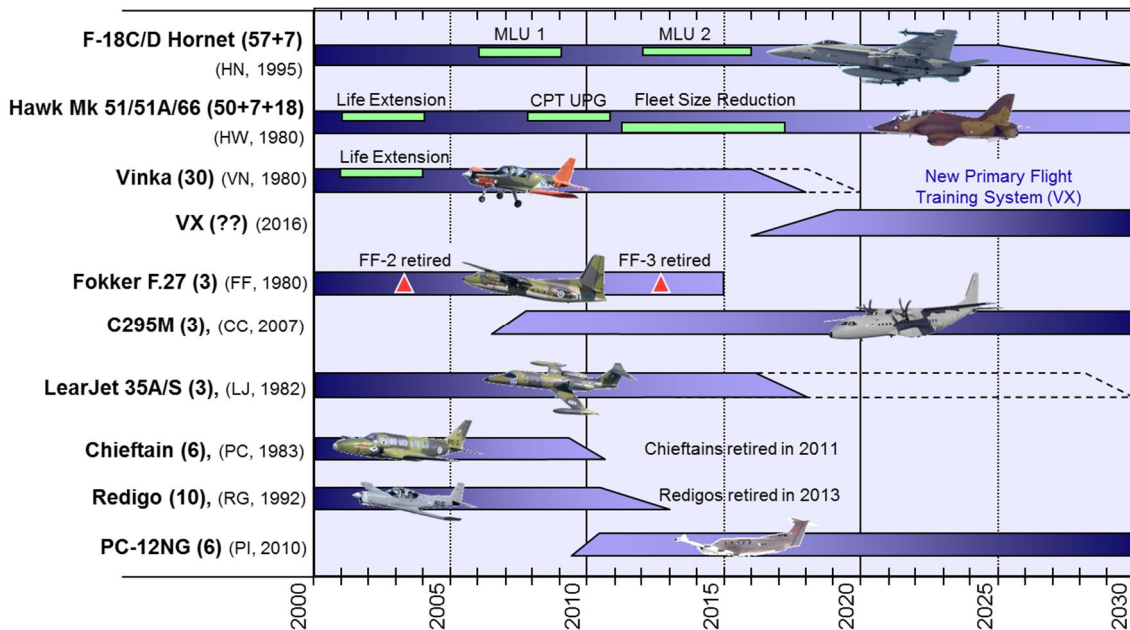 F-18C/D Hornet (57+7)
(HN, 1995)
MLU 1
MLU 2
Hawk Mk 51/51A/66 (50+7+18)
(HW, 1980)
Life Extension
CPT UPG
Fleet Size Reduction
Vinka (30) (VN, 1980)
Life Extension
New Primary Flight
Training System (VX)
VX (??) (2016)
Fokker F.27 (3) (FF, 1980)
FF-2 retired
FF-3 retired
C295M (3), (CC, 2007)
LearJet 35A/S (3), (LJ, 1982)
Chieftain (6), (PC, 1983)
Chieftains retired in 2011
Redigo (10), (RG, 1992)
Redigos retired in 2013
PC-12NG (6) (PI, 2010)
2000
2005
2010
2015
2020
2025
2030